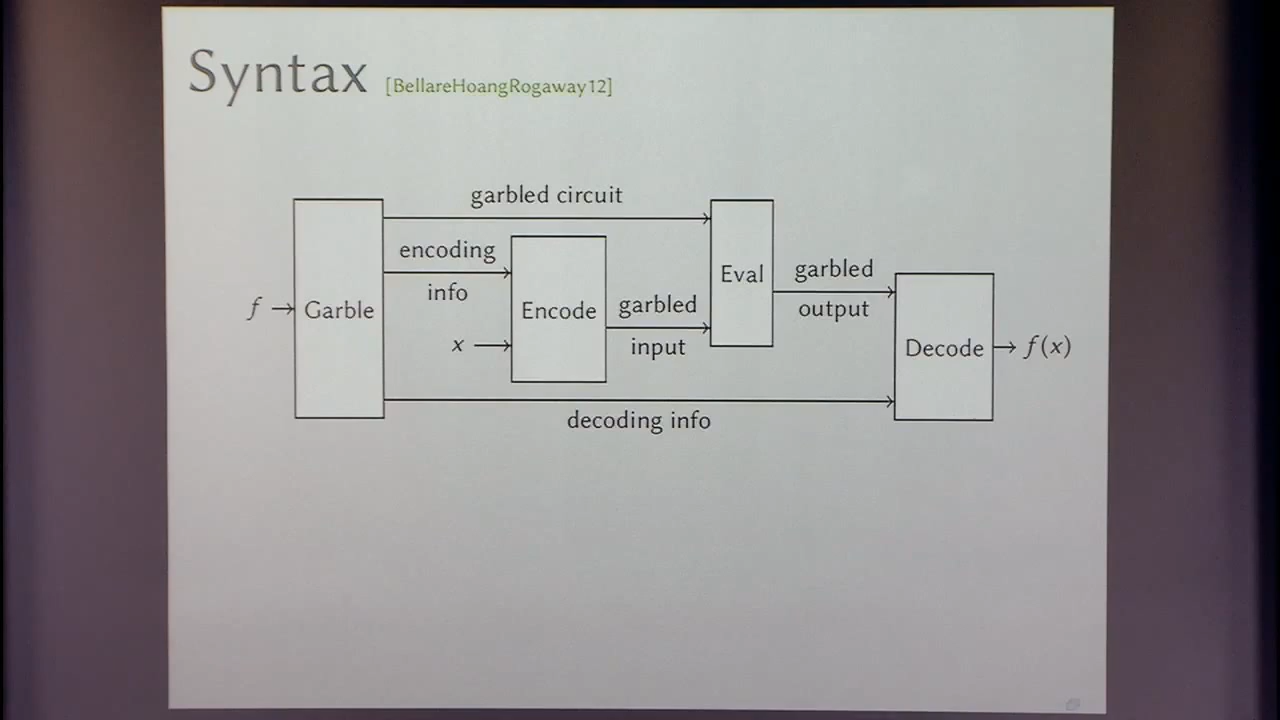 Syntax [BellareHoangRogaway12]
garbled circuit
encoding
info
f
Garble
x
Encode
garbled
input
Eval
garbled
output
Decode
f(x)
decoding info